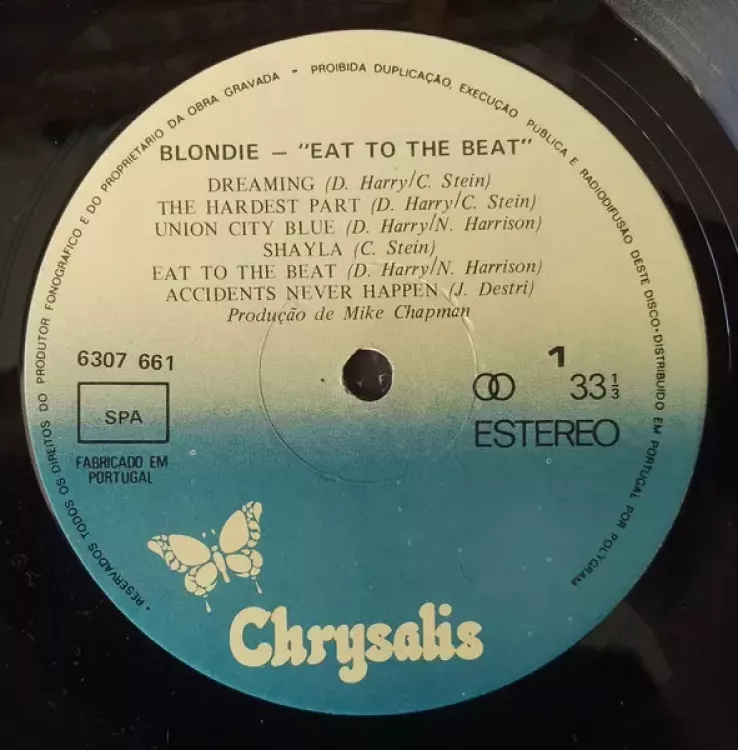 • RESERVADOS TODOS OS DIREITOS DO PRODUTOR FONOGRAFICO E DO PROPRIETARIO DA OBRA GRAVADA - PROIBIDA DUPLICAÇÃO, EXECUÇÃO PÚBLICA E RADIODIFUSÃO DESTE DISCO • DISTRIBUIDO EM PORTUGAL POR POLYGRAM
BLONDIE – "EAT TO THE BEAT"
DREAMING (D. Harry/C. Stein)
THE HARDEST PART (D. Harry/C. Stein)
UNION CITY BLUE (D. Harry/N. Harrison)
SHAYLA (C. Stein)
EAT TO THE BEAT (D. Harry/N. Harrison)
ACCIDENTS NEVER HAPPEN (J. Destri)
Produção de Mike Chapman
6307 661
1
33 1/3
SPA
ESTEREO
FABRICADO EM
PORTUGAL
Chrysalis